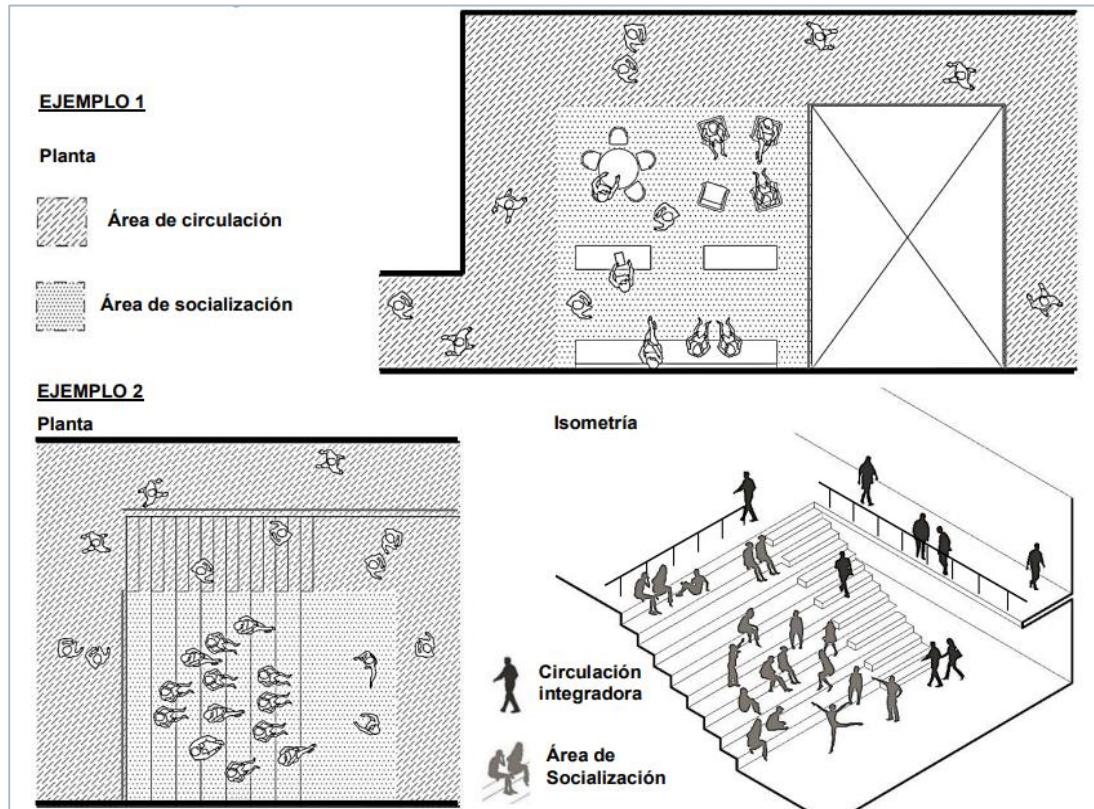 EJEMPLO 1
Planta
Área de circulación
Área de socialización
EJEMPLO 2
Planta
Isometría
Circulación
integradora
Área de
Socialización